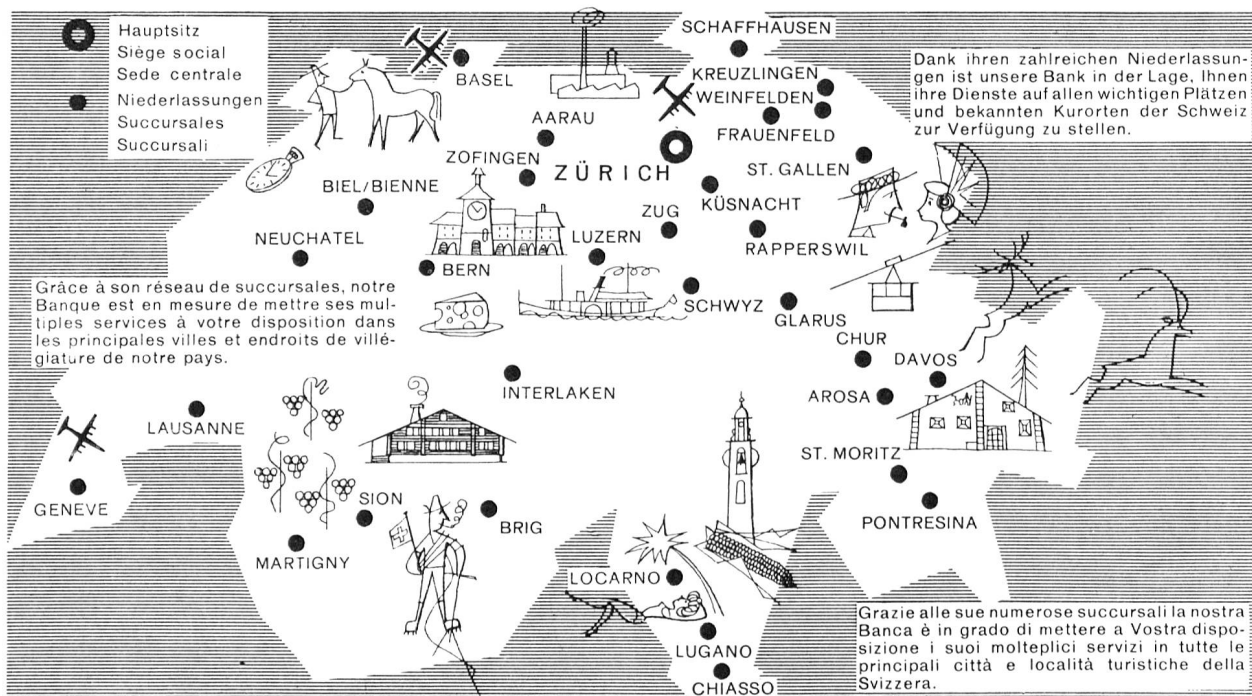 Hauptsitz
Siège social
Sede centrale
Niederlassungen
Succursales
Succursali
Dank ihren zahlreichen Niederlassun-
gen ist unsere Bank in der Lage, Ihnen
ihre Dienste auf allen wichtigen Plätzen
und bekannten Kurorten der Schweiz
zur Verfügung zu stellen.
SCHAFFHAUSEN
BASEL
KREUZLINGEN
WEINFELDEN
AARAU
FRAUENFELD
ZOFINGEN
ZÜRICH
ST. GALLEN
BIEL/BIENNE
KÜSNACHT
ZUG
NEUCHATEL
LUZERN
RAPPERSWIL
BERN
Grâce à son réseau de succursales, notre
Banque est en mesure de mettre ses mul-
tiples services à votre disposition dans
les principales villes et endroits de villé-
giature de notre pays.
SCHWYZ
GLARUS
CHUR
DAVOS
INTERLAKEN
AROSA
LAUSANNE
ST. MORITZ
GENEVE
SION
BRIG
PONTRESINA
MARTIGNY
LOCARNO
LUGANO
CHIASSO
Grazie alle sue numerose succursali la nostra
Banca è in grado di mettere a Vostra dispo-
sizione i suoi molteplici servizi in tutte le
principali città e località turistiche della
Svizzera.